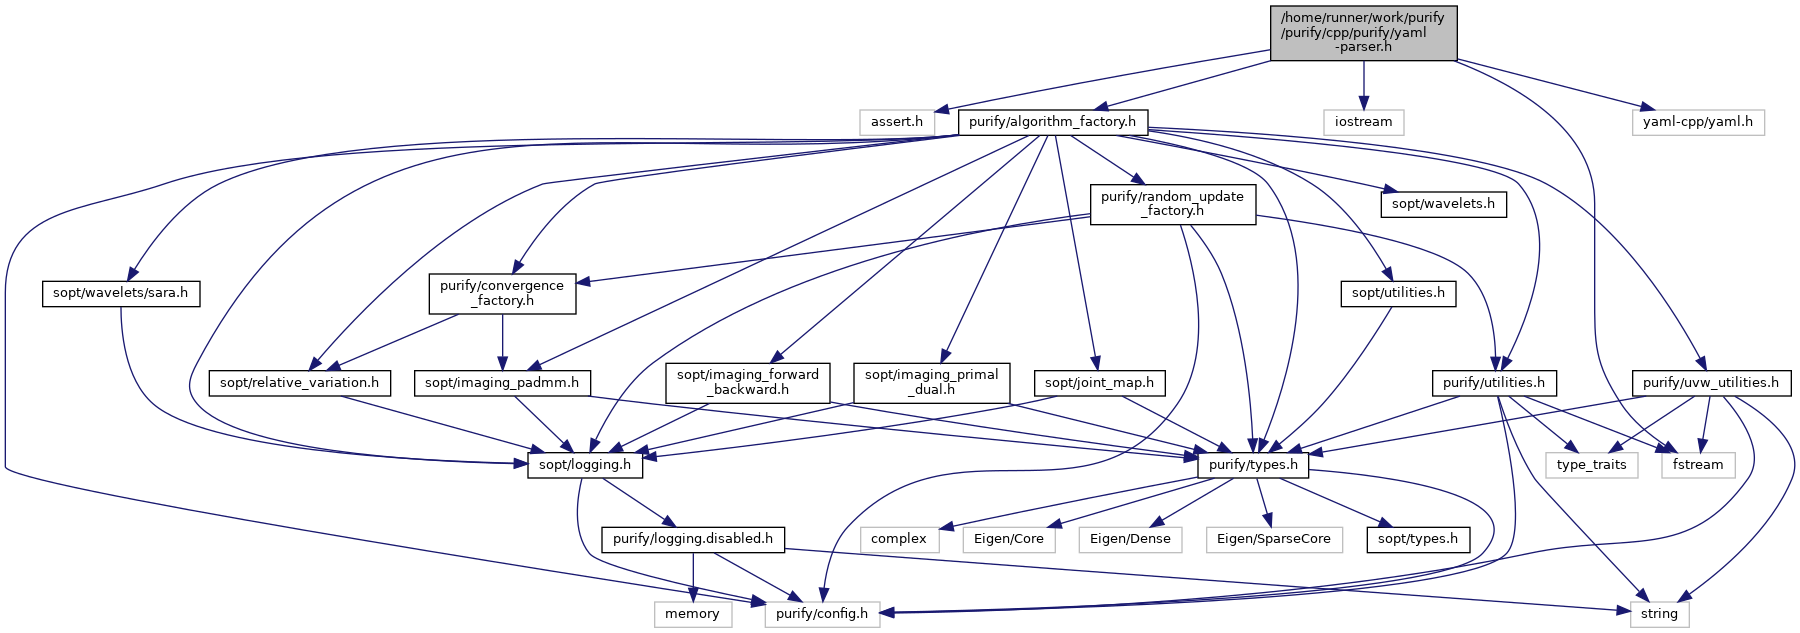 /home/runner/work/purify
/purify/cpp/purify/yaml
-parser.h
assert.h
purify/algorithm_factory.h
iostream
yaml-cpp/yaml.h
purify/random_update
_factory.h
sopt/wavelets.h
sopt/wavelets/sara.h
purify/convergence
_factory.h
sopt/utilities.h
sopt/relative_variation.h
sopt/imaging_padmm.h
sopt/imaging_forward
_backward.h
sopt/imaging_primal
_dual.h
sopt/joint_map.h
purify/utilities.h
purify/uvw_utilities.h
sopt/logging.h
purify/types.h
type_traits
fstream
purify/logging.disabled.h
complex
Eigen/Core
Eigen/Dense
Eigen/SparseCore
sopt/types.h
memory
purify/config.h
string